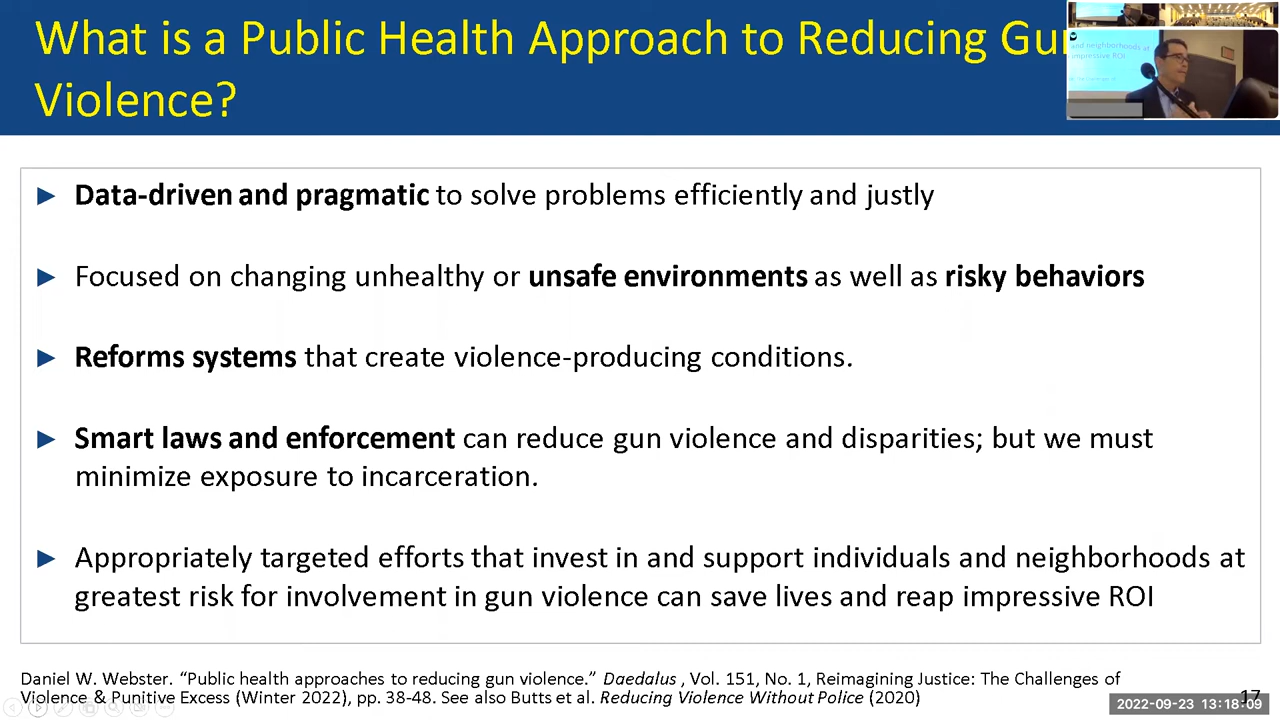 What is a Public Health Approach to Reducing Gun
Violence?
and neighborhoods at
impressive ROI
► Data-driven and pragmatic to solve problems efficiently and justly
► Focused on changing unhealthy or unsafe environments as well as risky behaviors
► Reforms systems that create violence-producing conditions.
► Smart laws and enforcement can reduce gun violence and disparities; but we must
minimize exposure to incarceration.
► Appropriately targeted efforts that invest in and support individuals and neighborhoods at
greatest risk for involvement in gun violence can save lives and reap impressive ROI
Daniel W. Webster. “Public health approaches to reducing gun violence.” Daedalus , Vol. 151, No. 1, Reimagining Justice: The Challenges of
Violence & Punitive Excess (Winter 2022), pp. 38-48. See also Butts et al. Reducing Violence Without Police (2020)
17
2022-09-23 13:18:09